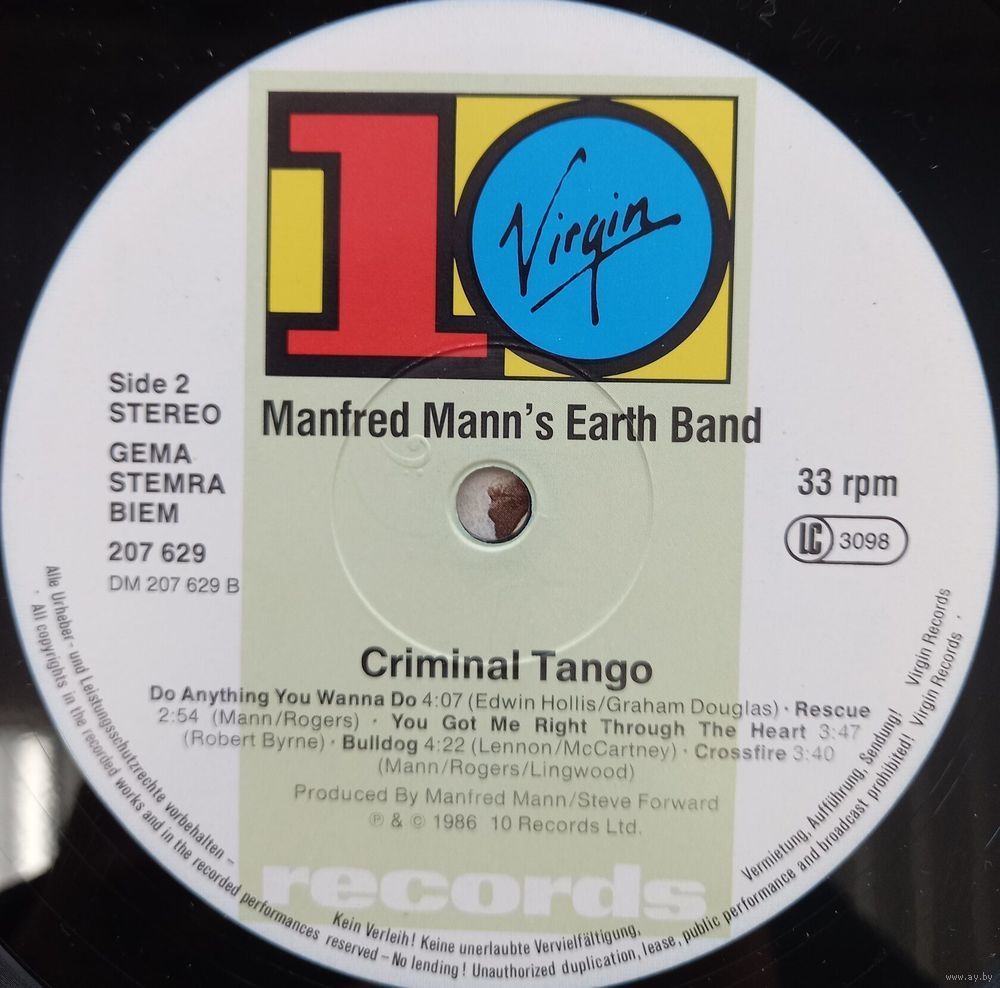 10
Virgin
Side 2
STEREO
GEMA
STEMRA
BIEM
207 629
DM 207 629 B
Manfred Mann's Earth Band
33 rpm
LC 3098
Criminal Tango
Do Anything You Wanna Do 4:07 (Edwin Hollis/Graham Douglas) · Rescue
2:54 (Mann/Rogers) · You Got Me Right Through The Heart 3:47
(Robert Byrne) · Bulldog 4:22 (Lennon/McCartney) · Crossfire 3:40
(Mann/Rogers/Lingwood)
Produced By Manfred Mann/Steve Forward
℗ & © 1986 10 Records Ltd.
records
Alle Urheber- und Leistungsschutzrechte vorbehalten – Kein Verleih! Keine unerlaubte Vervielfältigung, Vermietung, Aufführung, Sendung! Virgin Records
· All copyrights in the recorded works and in the recorded performances reserved – No lending! Unauthorized duplication, lease, public performance and broadcast prohibited! Virgin Records ·
www.ay.by